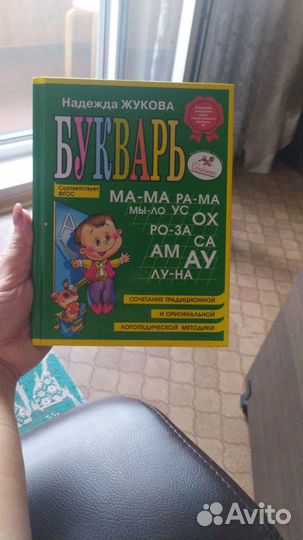 Надежда ЖУКОВА
БУКВАРЬ
Соответствует
ФГОС
МА-МА РА-МА
МЫ-ЛО УС ОХ
РО-ЗА СА
АМ АУ
ЛУ-НА
А
СОЧЕТАНИЕ ТРАДИЦИОННОЙ
И ОРИГИНАЛЬНОЙ
ЛОГОПЕДИЧЕСКОЙ МЕТОДИКИ
Avito